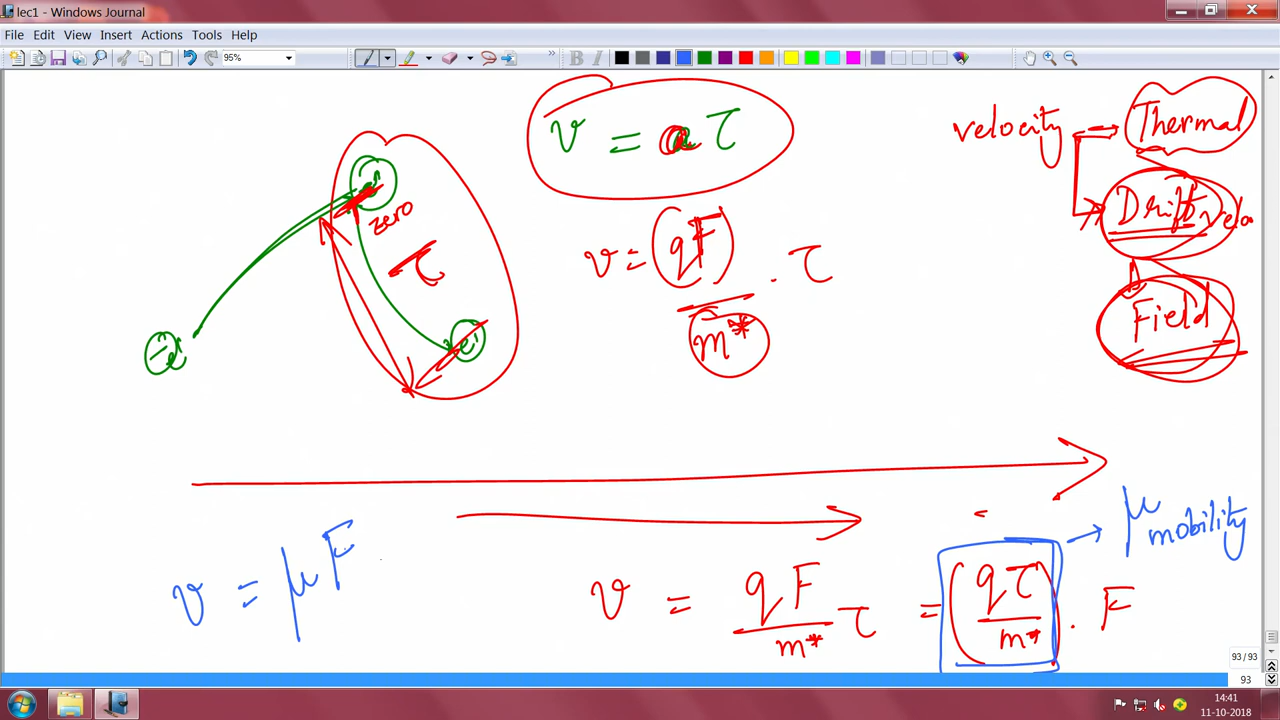 lec1 - Windows Journal
File Edit View Insert Actions Tools Help
95%
v = a τ
velocity → Thermal
Drift velo
Field
e⁻
zero
τ
e⁻
e⁻
v = qF/m* . τ
v = μF
v = qF/m* τ = (qτ/m*) . F
→ μ mobility
93 / 93
93
14:41
11-10-2018